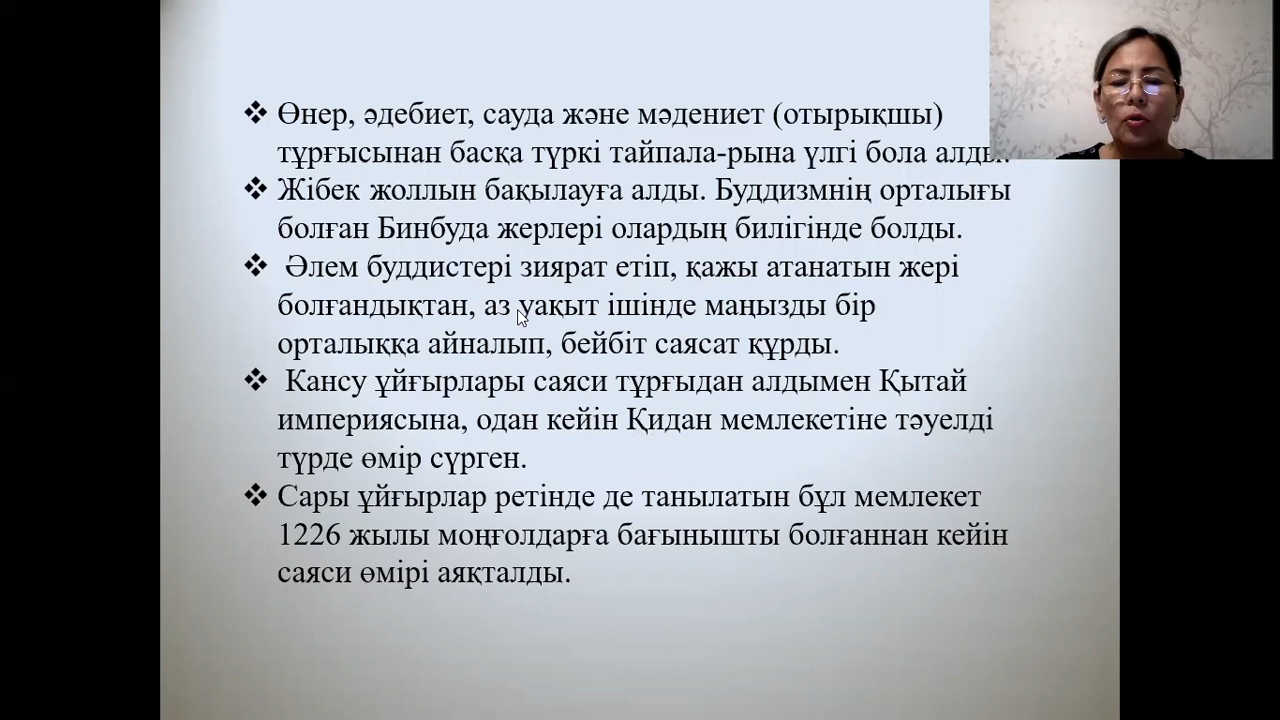 ❖ Өнер, әдебиет, сауда және мәдениет (отырықшы)
тұрғысынан басқа түркі тайпала-рына үлгі бола алды.
❖ Жібек жоллын бақылауға алды. Буддизмнің орталығы
болған Бинбуда жерлері олардың билігінде болды.
❖ Әлем буддистері зиярат етіп, қажы атанатын жері
болғандықтан, аз уақыт ішінде маңызды бір
орталыққа айналып, бейбіт саясат құрды.
❖ Кансу ұйғырлары саяси тұрғыдан алдымен Қытай
империясына, одан кейін Қидан мемлекетіне тәуелді
түрде өмір сүрген.
❖ Сары ұйғырлар ретінде де танылатын бұл мемлекет
1226 жылы моңғолдарға бағынышты болғаннан кейін
саяси өмірі аяқталды.